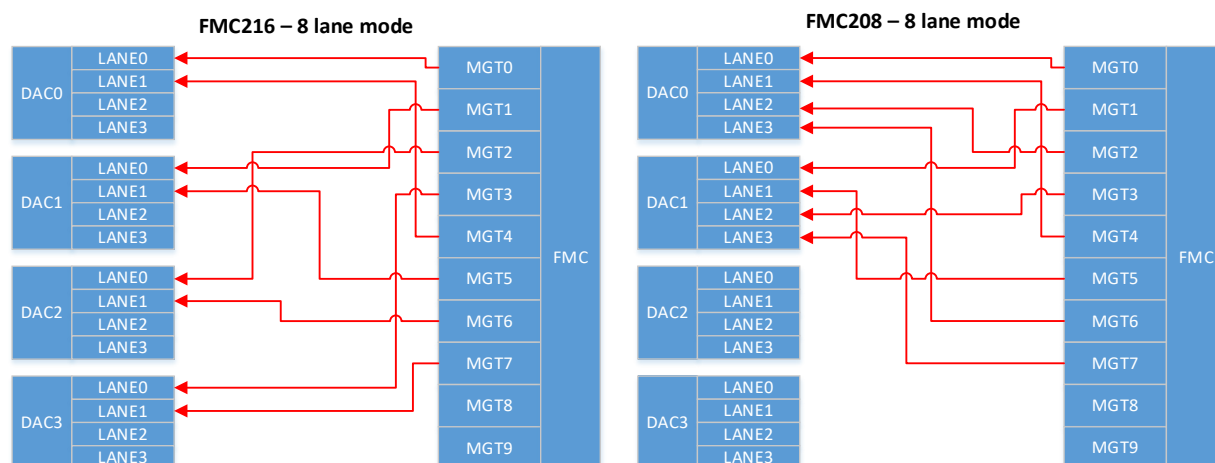 FMC216 – 8 lane mode
DAC0
LANE0
LANE1
LANE2
LANE3
DAC1
LANE0
LANE1
LANE2
LANE3
DAC2
LANE0
LANE1
LANE2
LANE3
DAC3
LANE0
LANE1
LANE2
LANE3
MGT0
MGT1
MGT2
MGT3
MGT4
MGT5
MGT6
MGT7
MGT8
MGT9
FMC
FMC208 – 8 lane mode
DAC0
LANE0
LANE1
LANE2
LANE3
DAC1
LANE0
LANE1
LANE2
LANE3
DAC2
LANE0
LANE1
LANE2
LANE3
DAC3
LANE0
LANE1
LANE2
LANE3
MGT0
MGT1
MGT2
MGT3
MGT4
MGT5
MGT6
MGT7
MGT8
MGT9
FMC